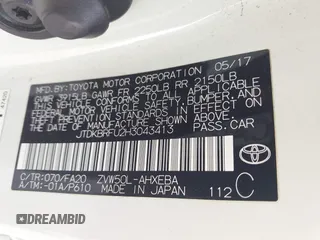 MFD. BY: TOYOTA MOTOR CORPORATION 05/17
GVWR 3915LB GAWR FR 2250LB RR 2150LB
THIS VEHICLE CONFORMS TO ALL APPLICABLE
FEDERAL MOTOR VEHICLE SAFETY, BUMPER, AND
THEFT PREVENTION STANDARDS IN EFFECT ON THE
DATE OF MANUFACTURE SHOWN ABOVE.
JTDKBRFU2H3043413 PASS. CAR
TOYOTA
C/TR: 070/FA20 ZVW50L-AHXEBA
A/TM: -01A/P610 MADE IN JAPAN 112 C
AUTOBIDMASTER